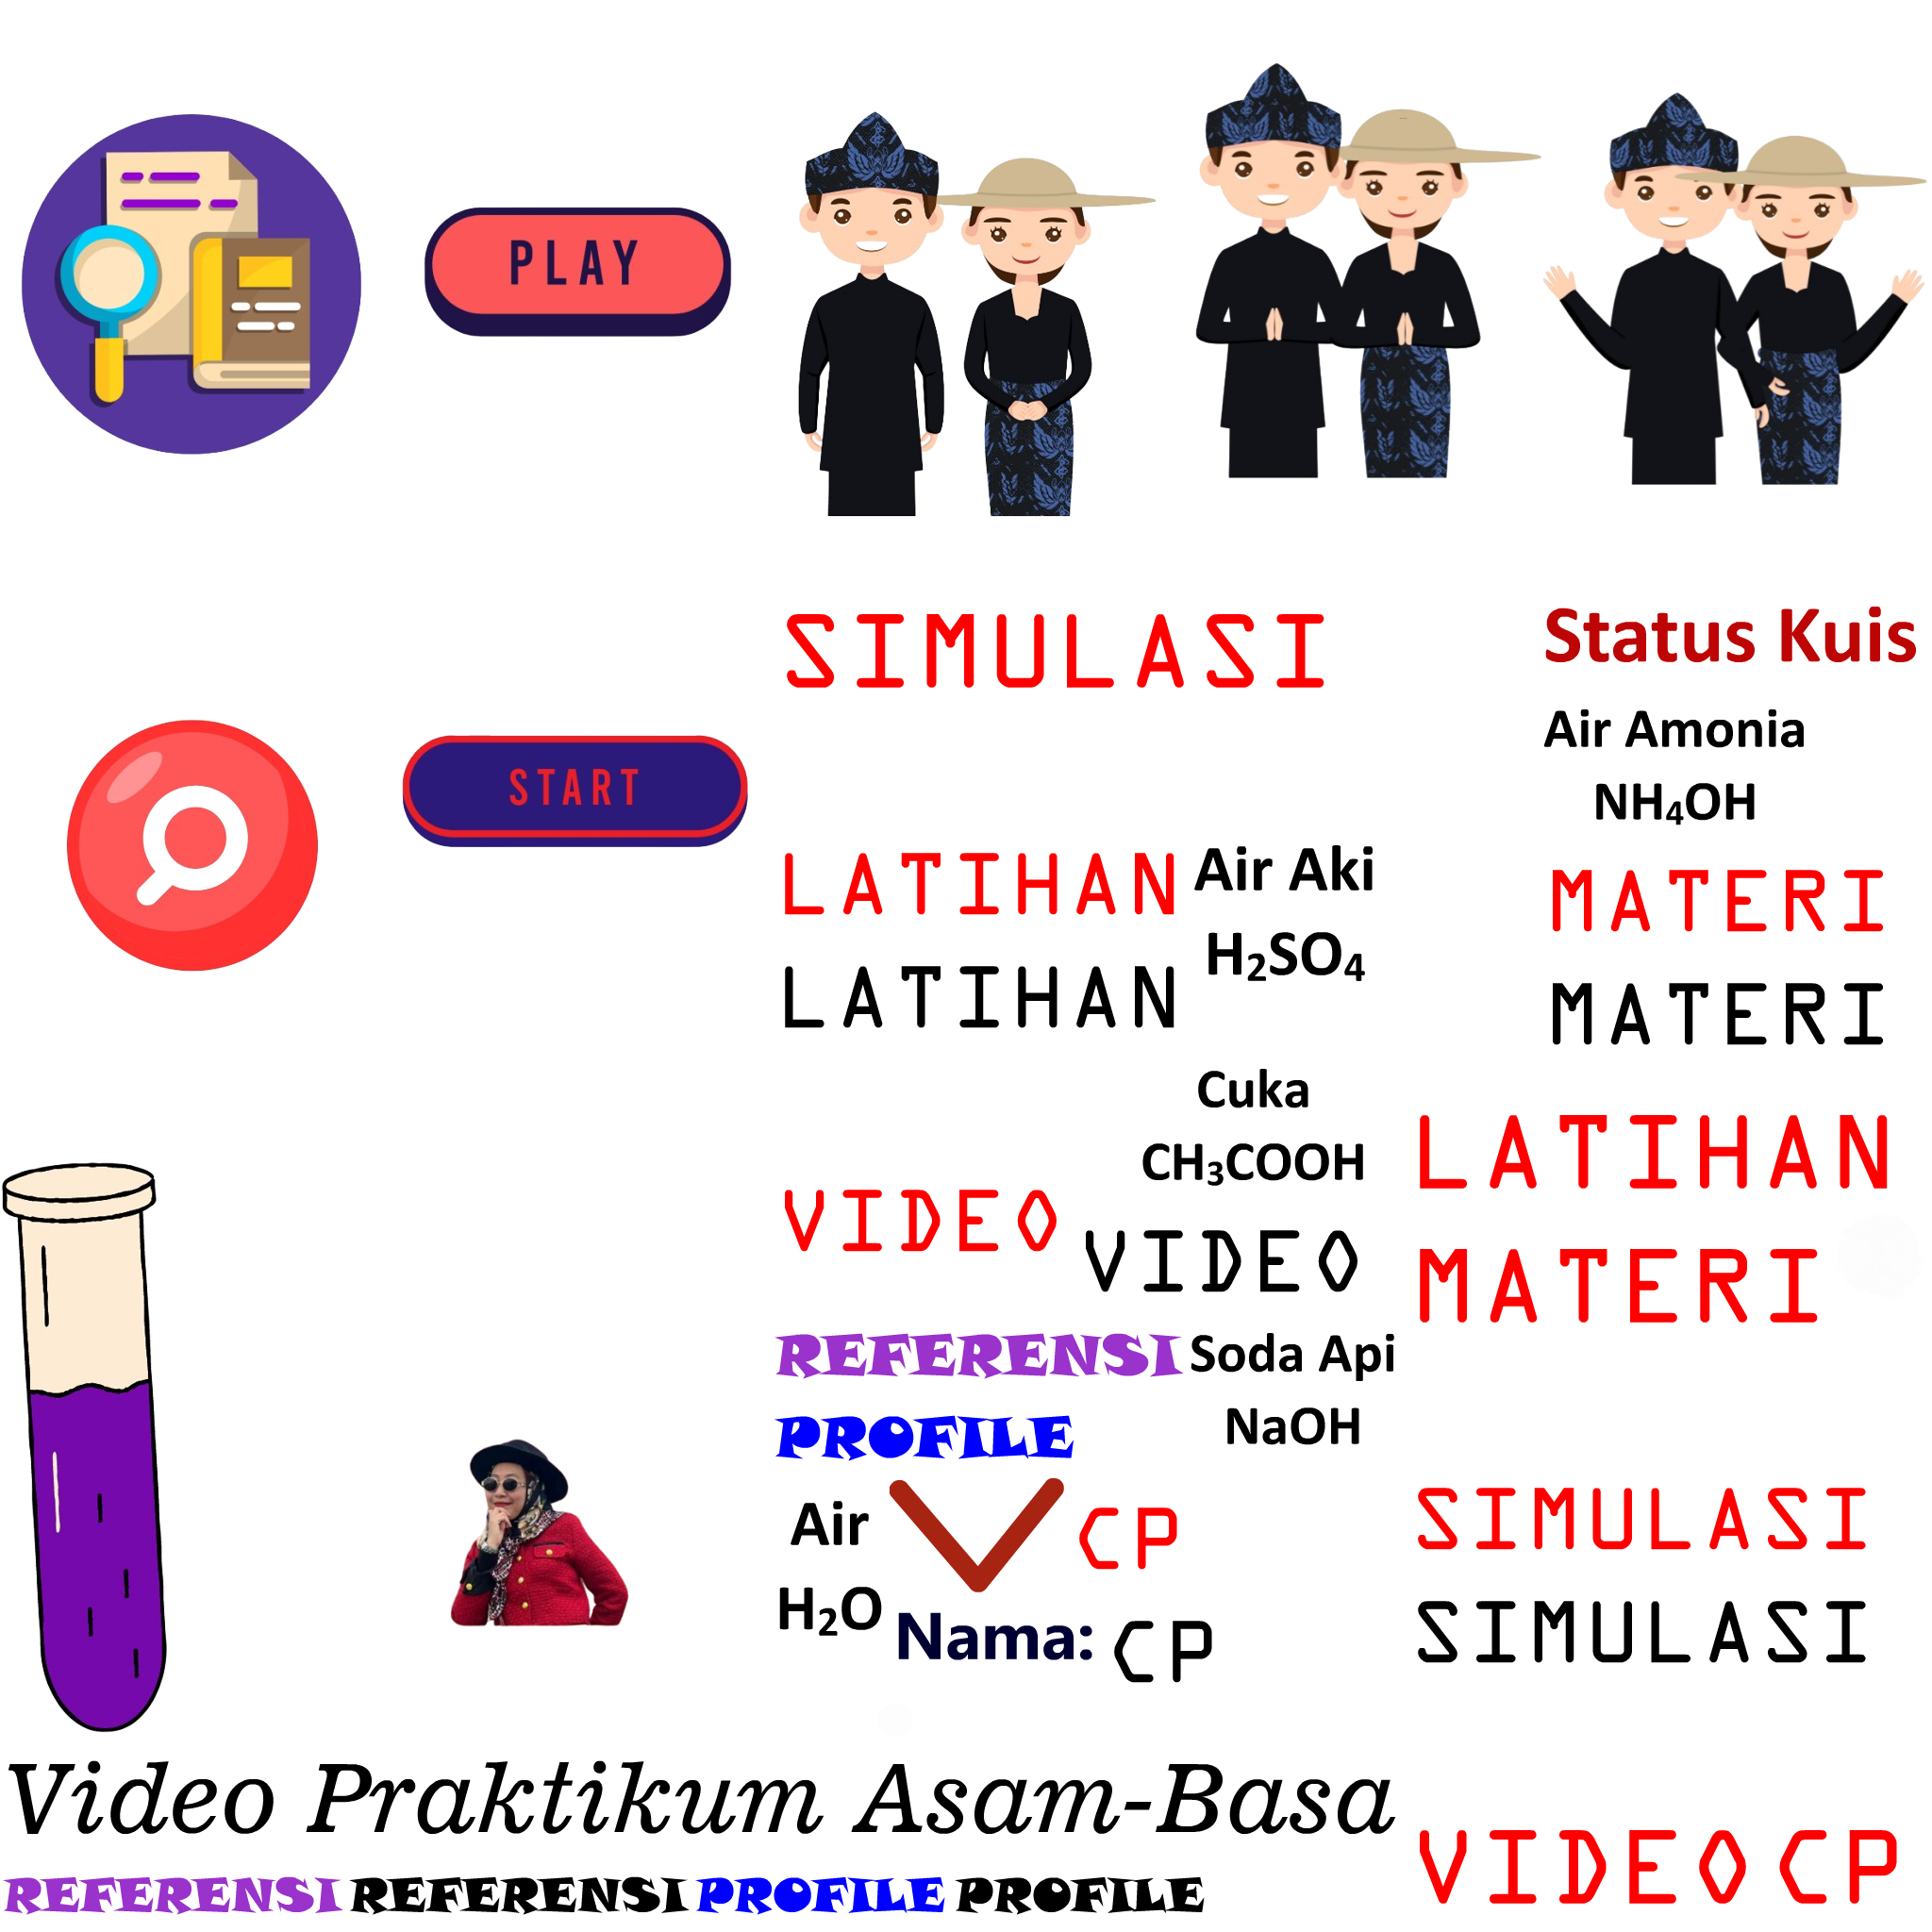 PLAY
SIMULASI
Status Kuis
Air Amonia
NH₄OH
START
LATIHAN
Air Aki
H₂SO₄
LATIHAN
MATERI
MATERI
Cuka
CH₃COOH
LATIHAN
VIDEO
VIDEO
MATERI
REFERENSI
Soda Api
NaOH
PROFILE
Air
H₂O
CP
Nama:
CP
SIMULASI
SIMULASI
Video Praktikum Asam-Basa
VIDEO CP
REFERENSI REFERENSI PROFILE PROFILE